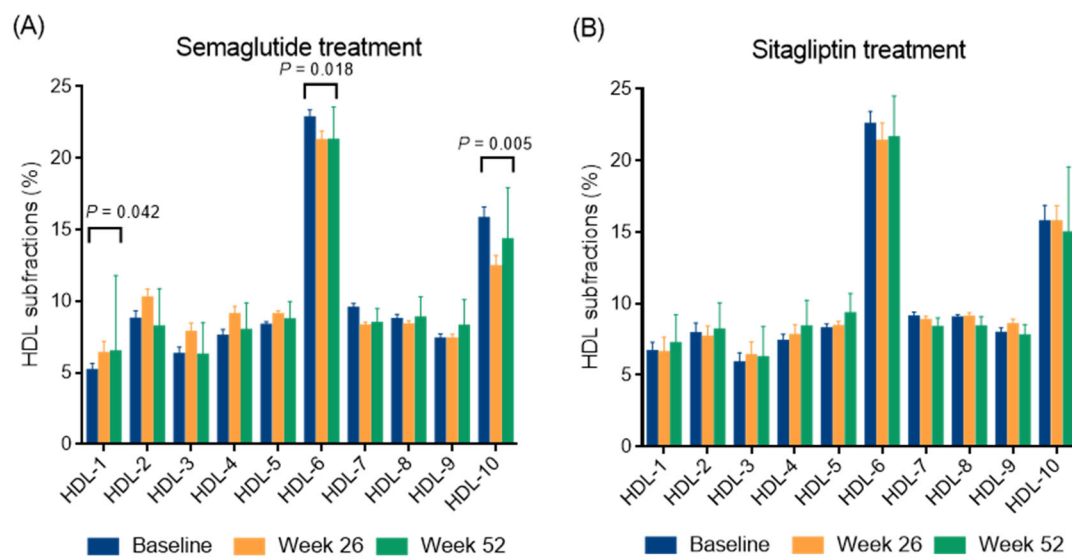 (A)
Semaglutide treatment
P = 0.018
P = 0.005
P = 0.042
HDL subfractions (%)
25
20
15
10
5
0
HDL-1
HDL-2
HDL-3
HDL-4
HDL-5
HDL-6
HDL-7
HDL-8
HDL-9
HDL-10
Baseline Week 26 Week 52
(B)
Sitagliptin treatment
HDL subfractions (%)
25
20
15
10
5
0
HDL-1
HDL-2
HDL-3
HDL-4
HDL-5
HDL-6
HDL-7
HDL-8
HDL-9
HDL-10
Baseline Week 26 Week 52